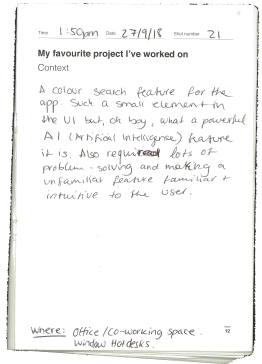 Time 1:50pm Date 27/9/18 Shot number 21
My favourite project I've worked on
Context
A colour search feature for the
app. Such a small element in
the UI but, oh boy, what a powerful
AI (Artificial Intelligence) feature
it is. Also required lots of
problem-solving and making a
unfamiliar feature familiar +
intuitive to the user.
12
Where: Office/Co-working space.
Window Hotdesks.